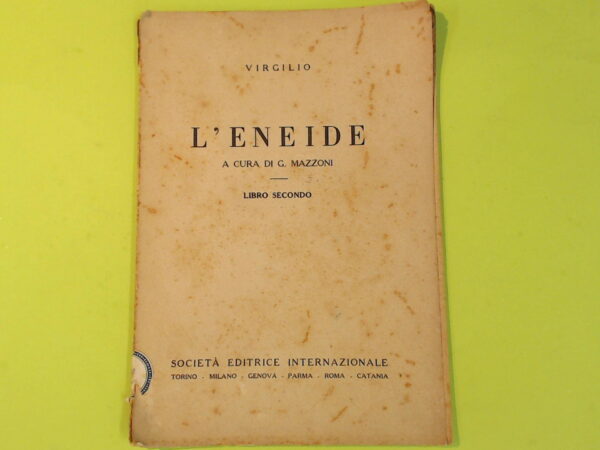 VIRGILIO
L'ENEIDE
A CURA DI G. MAZZONI
LIBRO SECONDO
SOCIETÀ EDITRICE INTERNAZIONALE
TORINO - MILANO - GENOVA - PARMA - ROMA - CATANIA